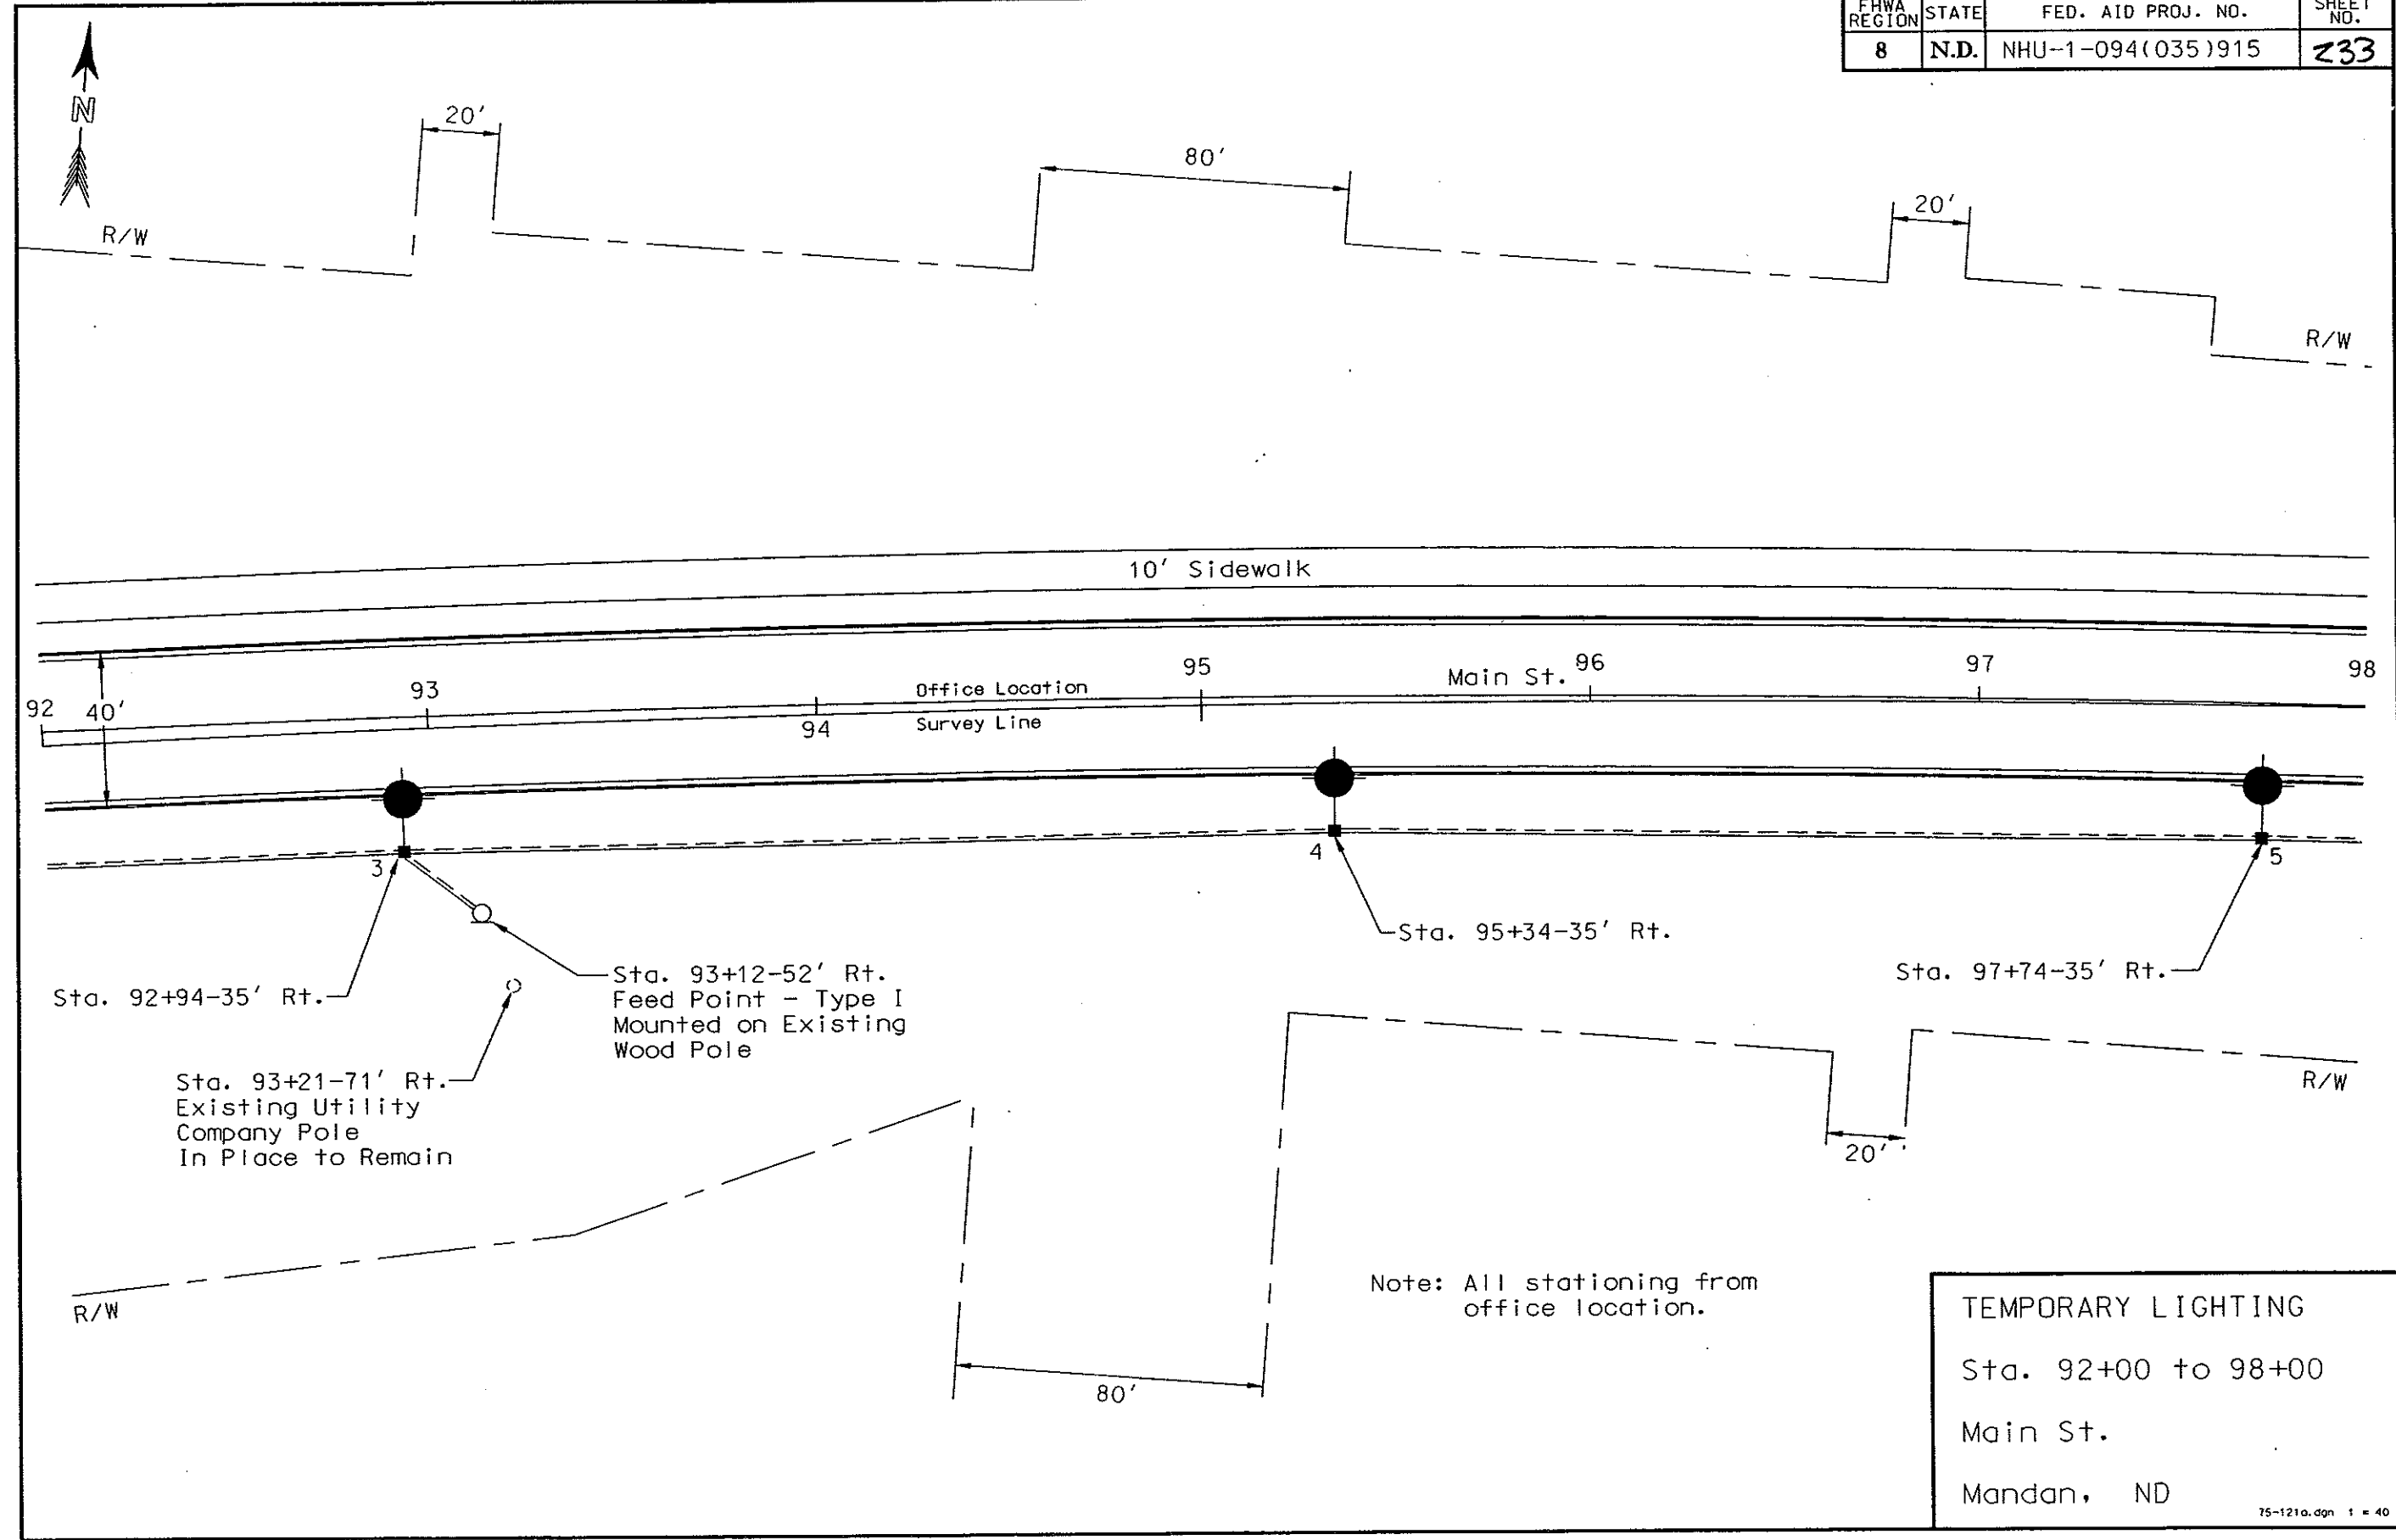 FHWA REGION STATE FED. AID PROJ. NO. SHEET NO.
8 N.D. NHU-1-094(035)915 233
N
20'
80'
20'
R/W
R/W
10' Sidewalk
92 40' 93 94 95 96 97 98
Office Location
Main St.
Survey Line
3
4
5
Sta. 92+94-35' Rt.
Sta. 93+12-52' Rt.
Feed Point - Type I
Mounted on Existing
Wood Pole
Sta. 95+34-35' Rt.
Sta. 97+74-35' Rt.
Sta. 93+21-71' Rt.
Existing Utility
Company Pole
In Place to Remain
R/W
20'
R/W
80'
Note: All stationing from
office location.
TEMPORARY LIGHTING
Sta. 92+00 to 98+00
Main St.
Mandan, ND
75-121a.dgn 1 = 40